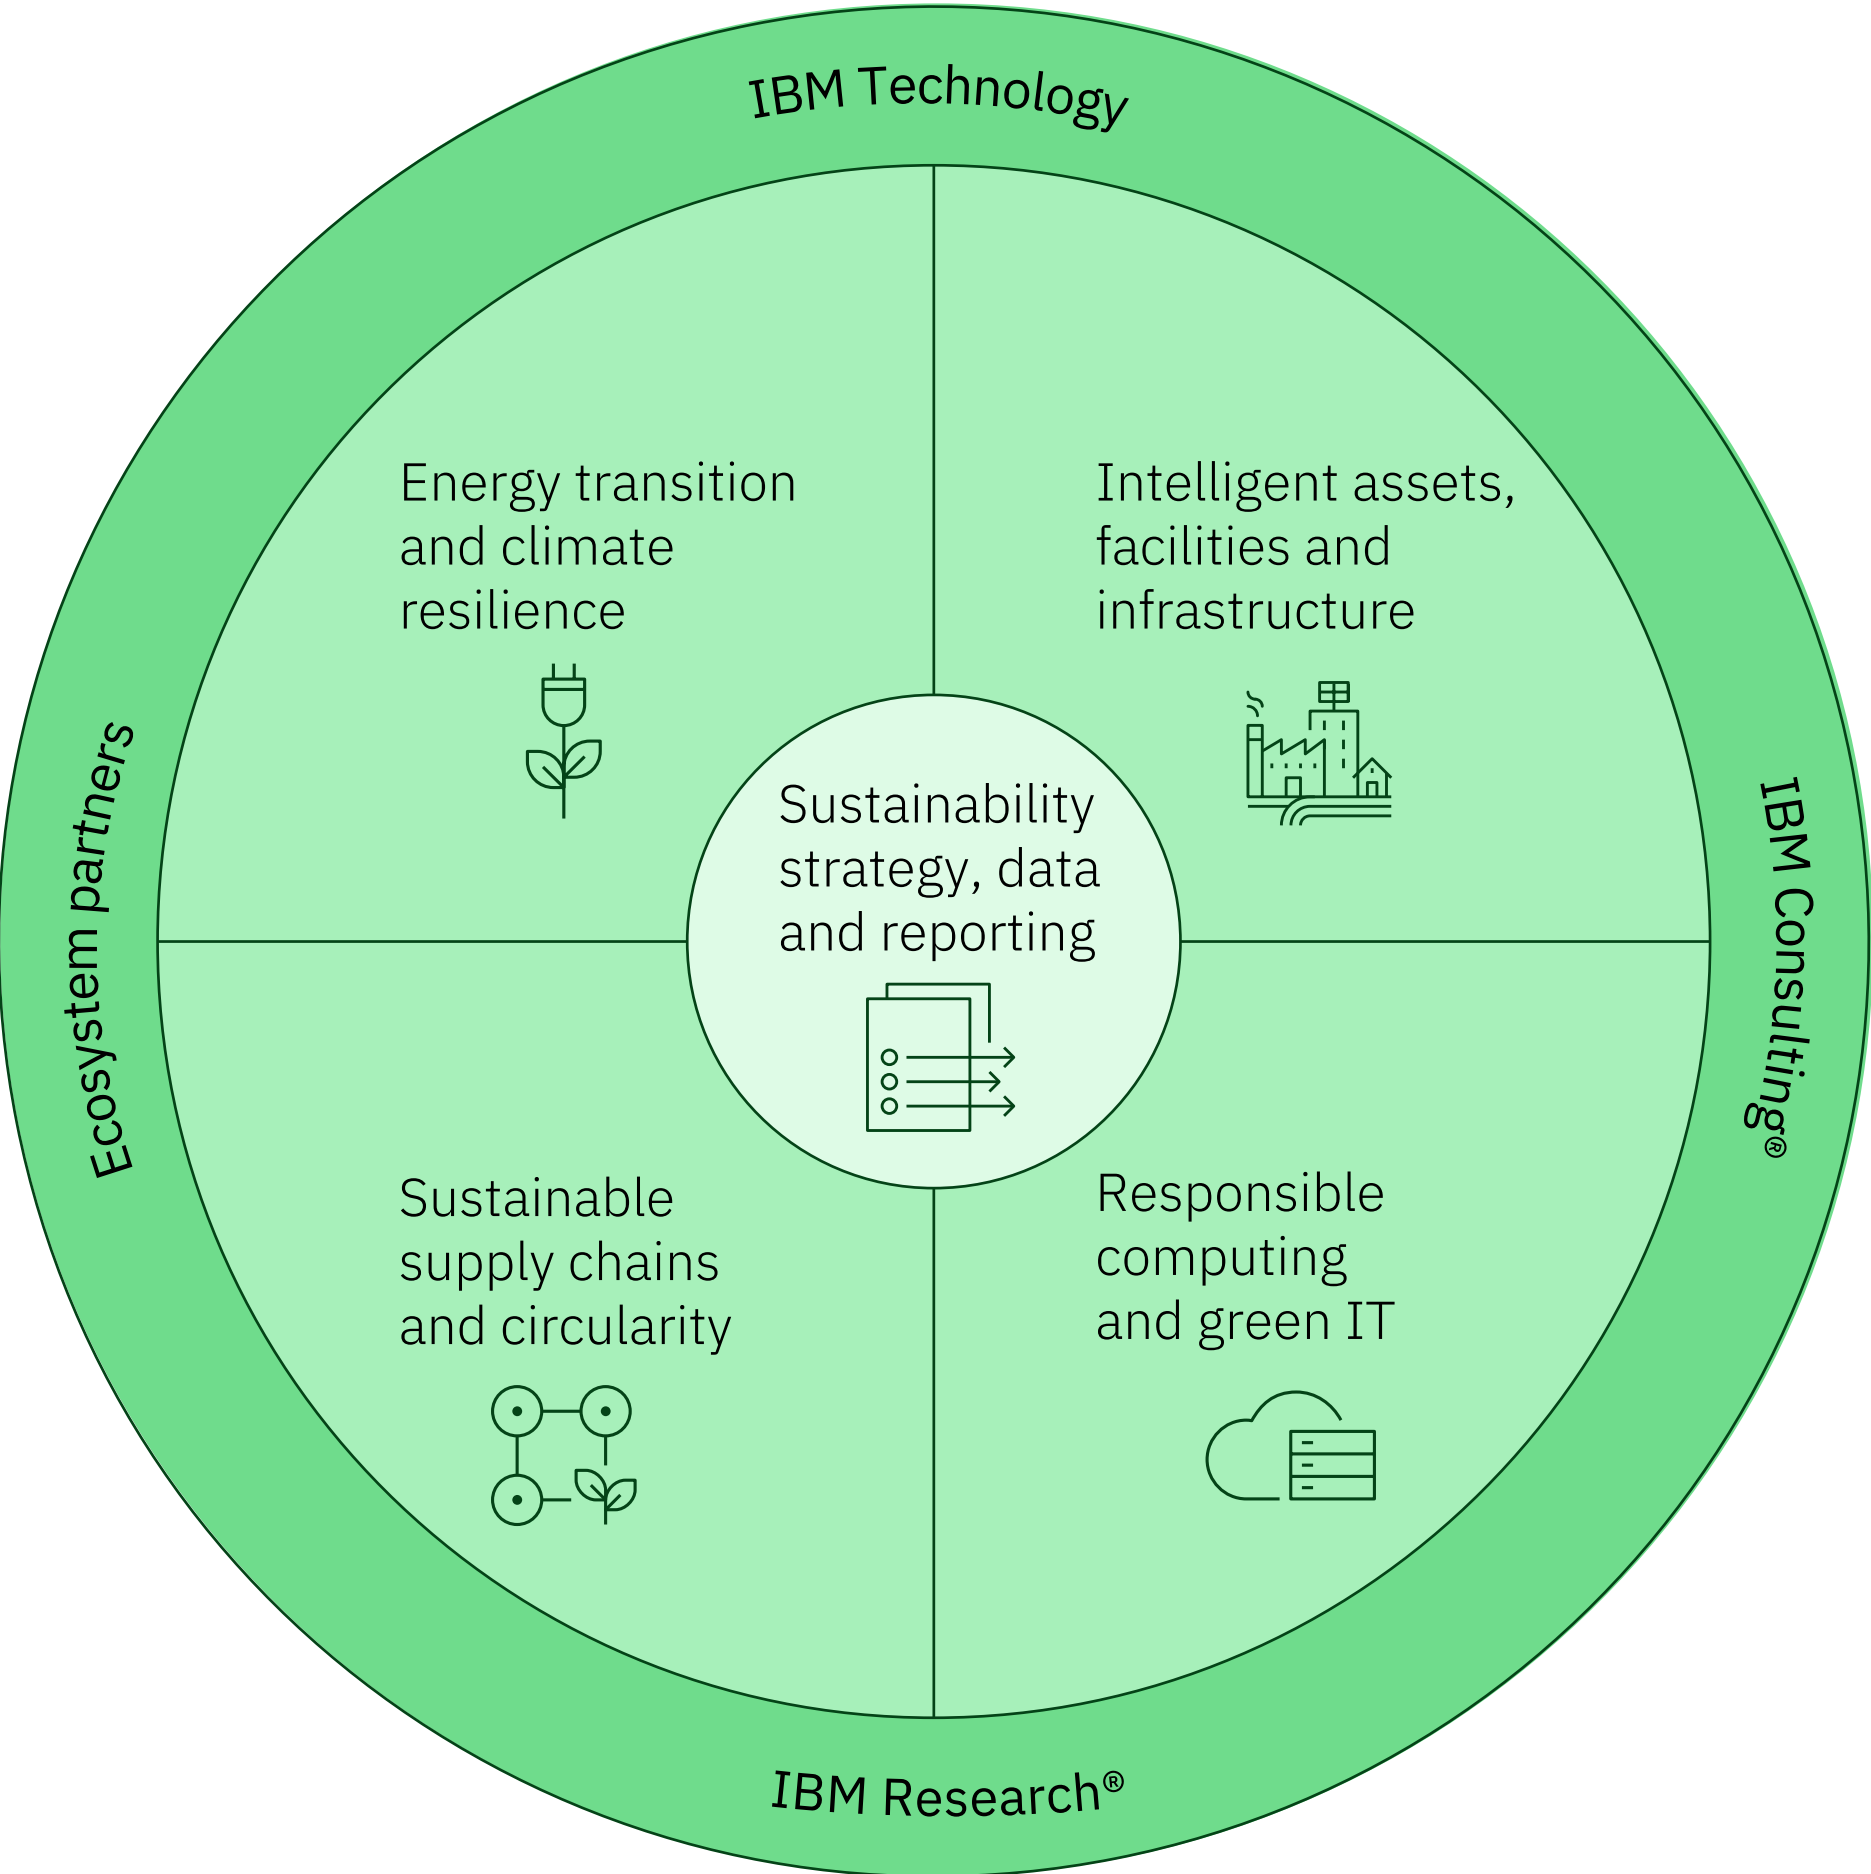 IBM Technology
Energy transition
and climate
resilience
Intelligent assets,
facilities and
infrastructure
Ecosystem partners
Sustainability
strategy, data
and reporting
IBM Consulting®
Sustainable
supply chains
and circularity
Responsible
computing
and green IT
IBM Research®